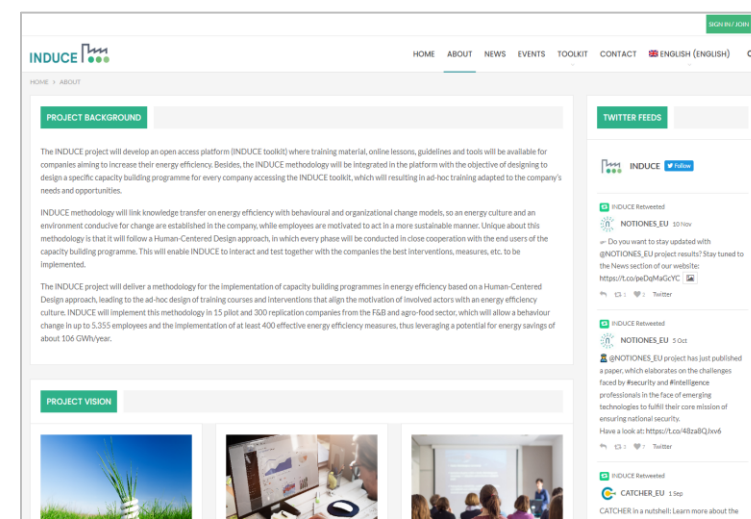 SIGN IN / JOIN
INDUCE
HOME ABOUT NEWS EVENTS TOOLKIT CONTACT ENGLISH (ENGLISH)
HOME > ABOUT
PROJECT BACKGROUND
The INDUCE project will develop an open access platform (INDUCE toolkit) where training material, online lessons, guidelines and tools will be available for
companies aiming to increase their energy efficiency. Besides, the INDUCE methodology will be integrated in the platform with the objective of designing to
design a specific capacity building programme for every company accessing the INDUCE toolkit, which will resulting in ad-hoc training adapted to the company's
needs and opportunities.
INDUCE methodology will link knowledge transfer on energy efficiency with behavioural and organizational change models, so an energy culture and an
environment conducive for change are established in the company, while employees are motivated to act in a more sustainable manner. Unique about this
methodology is that it will follow a Human-Centered Design approach, in which every phase will be conducted in close cooperation with the end users of the
capacity building programme. This will enable INDUCE to interact and test together with the companies the best interventions, measures, etc. to be
implemented.
The INDUCE project will deliver a methodology for the implementation of capacity building programmes in energy efficiency based on a Human-Centered
Design approach, leading to the ad-hoc design of training courses and interventions that align the motivation of involved actors with an energy efficiency
culture. INDUCE will implement this methodology in 15 pilot and 300 replication companies from the F&B and agro-food sector, which will allow a behaviour
change in up to 5,355 employees and the implementation of at least 400 effective energy efficiency measures, thus leveraging a potential for energy savings of
about 106 GWh/year.
PROJECT VISION
TWITTER FEEDS
INDUCE Follow
INDUCE Retweeted
NOTIONES_EU 10 Nov
Do you want to stay updated with
@NOTIONES_EU project results? Stay tuned to
the News section of our website:
https://t.co/peDqMaGcYC
Twitter
INDUCE Retweeted
NOTIONES_EU 5 Oct
@NOTIONES_EU project has just published
a paper, which elaborates on the challenges
faced by #security and #intelligence
professionals in the face of emerging
technologies to fulfil their core mission of
ensuring national security.
Have a look at: https://t.co/48za8QJxv6
Twitter
INDUCE Retweeted
CATCHER_EU 1 Sep
CATCHER in a nutshell: Learn more about the